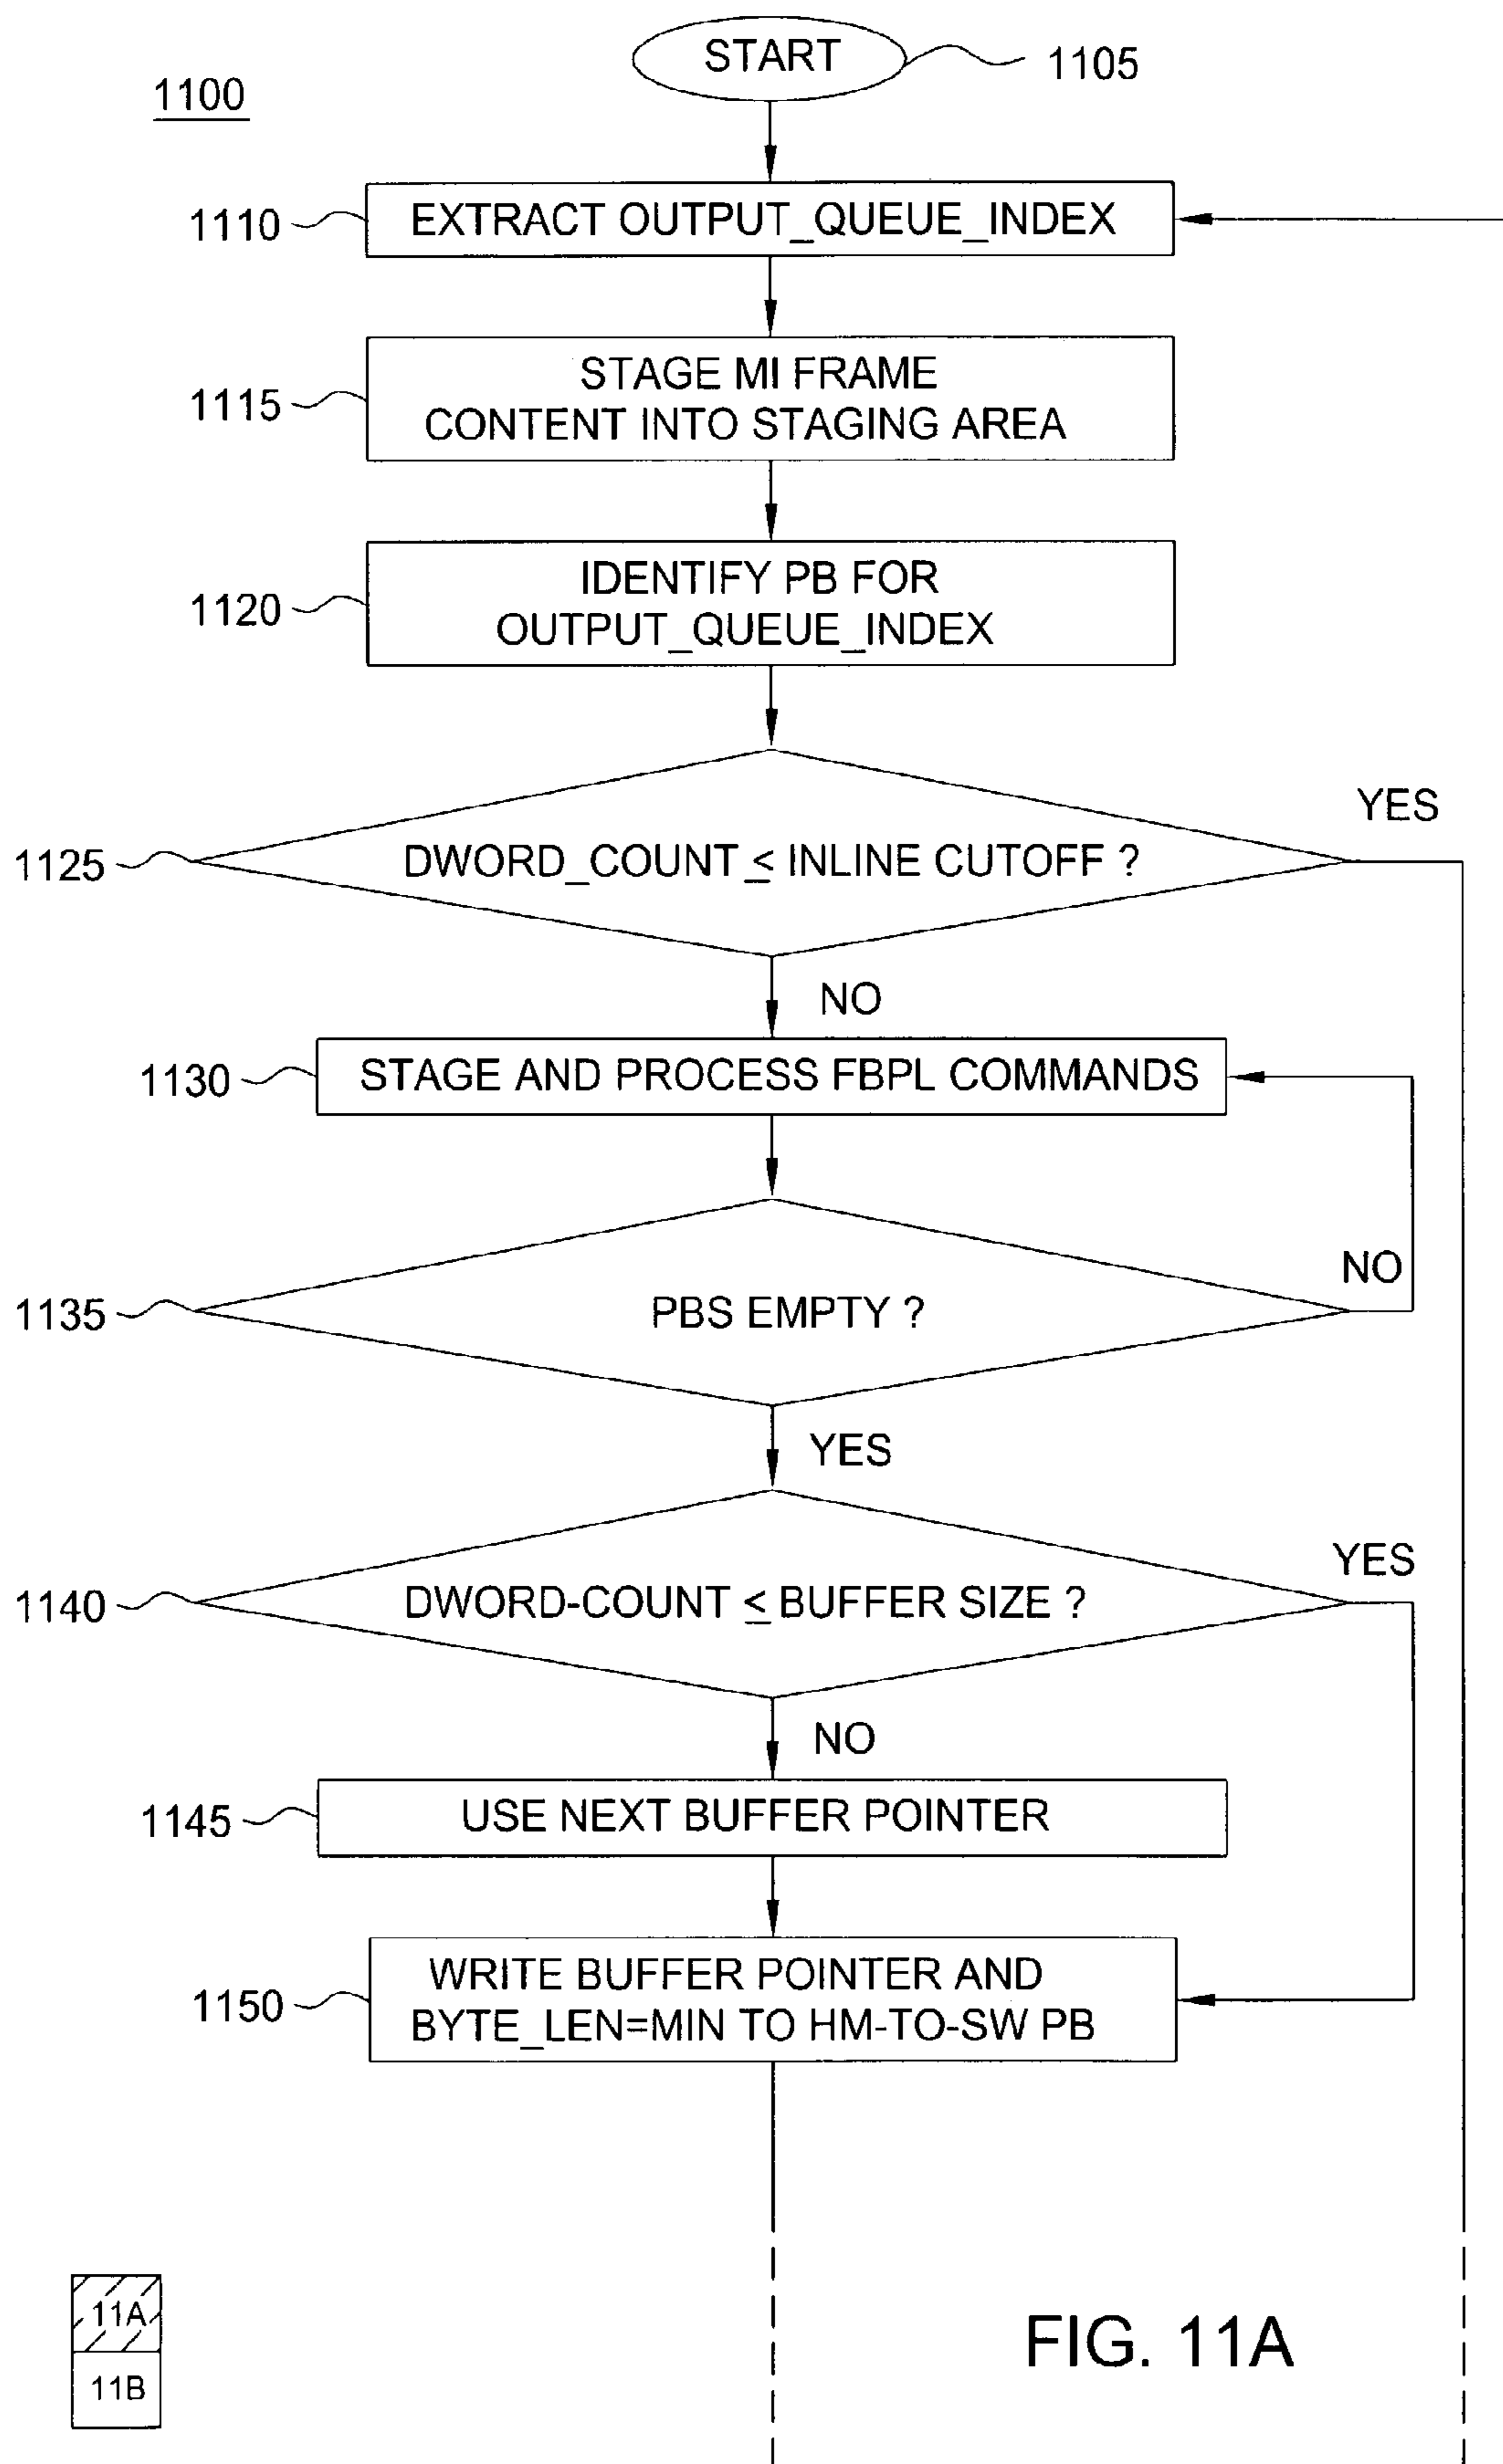 START
1105
1100
1110
EXTRACT OUTPUT_QUEUE_INDEX
STAGE MI FRAME
CONTENT INTO STAGING AREA
1115
IDENTIFY PB FOR
OUTPUT_QUEUE_INDEX
1120
YES
1125
DWORD_COUNT ≤ INLINE CUTOFF ?
NO
1130
STAGE AND PROCESS FBPL COMMANDS
NO
1135
PBS EMPTY ?
YES
YES
1140
DWORD-COUNT ≤ BUFFER SIZE ?
NO
1145
USE NEXT BUFFER POINTER
WRITE BUFFER POINTER AND
BYTE_LEN=MIN TO HM-TO-SW PB
1150
11A
11B
FIG. 11A